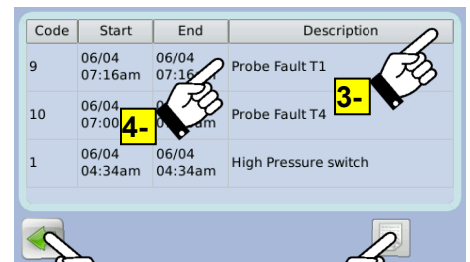 Code Start End Description
9 06/04 07:16am 06/04 07:16 Probe Fault T1
3-
10 06/04 07:00 am Probe Fault T4
4-
1 06/04 04:34am 06/04 04:34am High Pressure switch